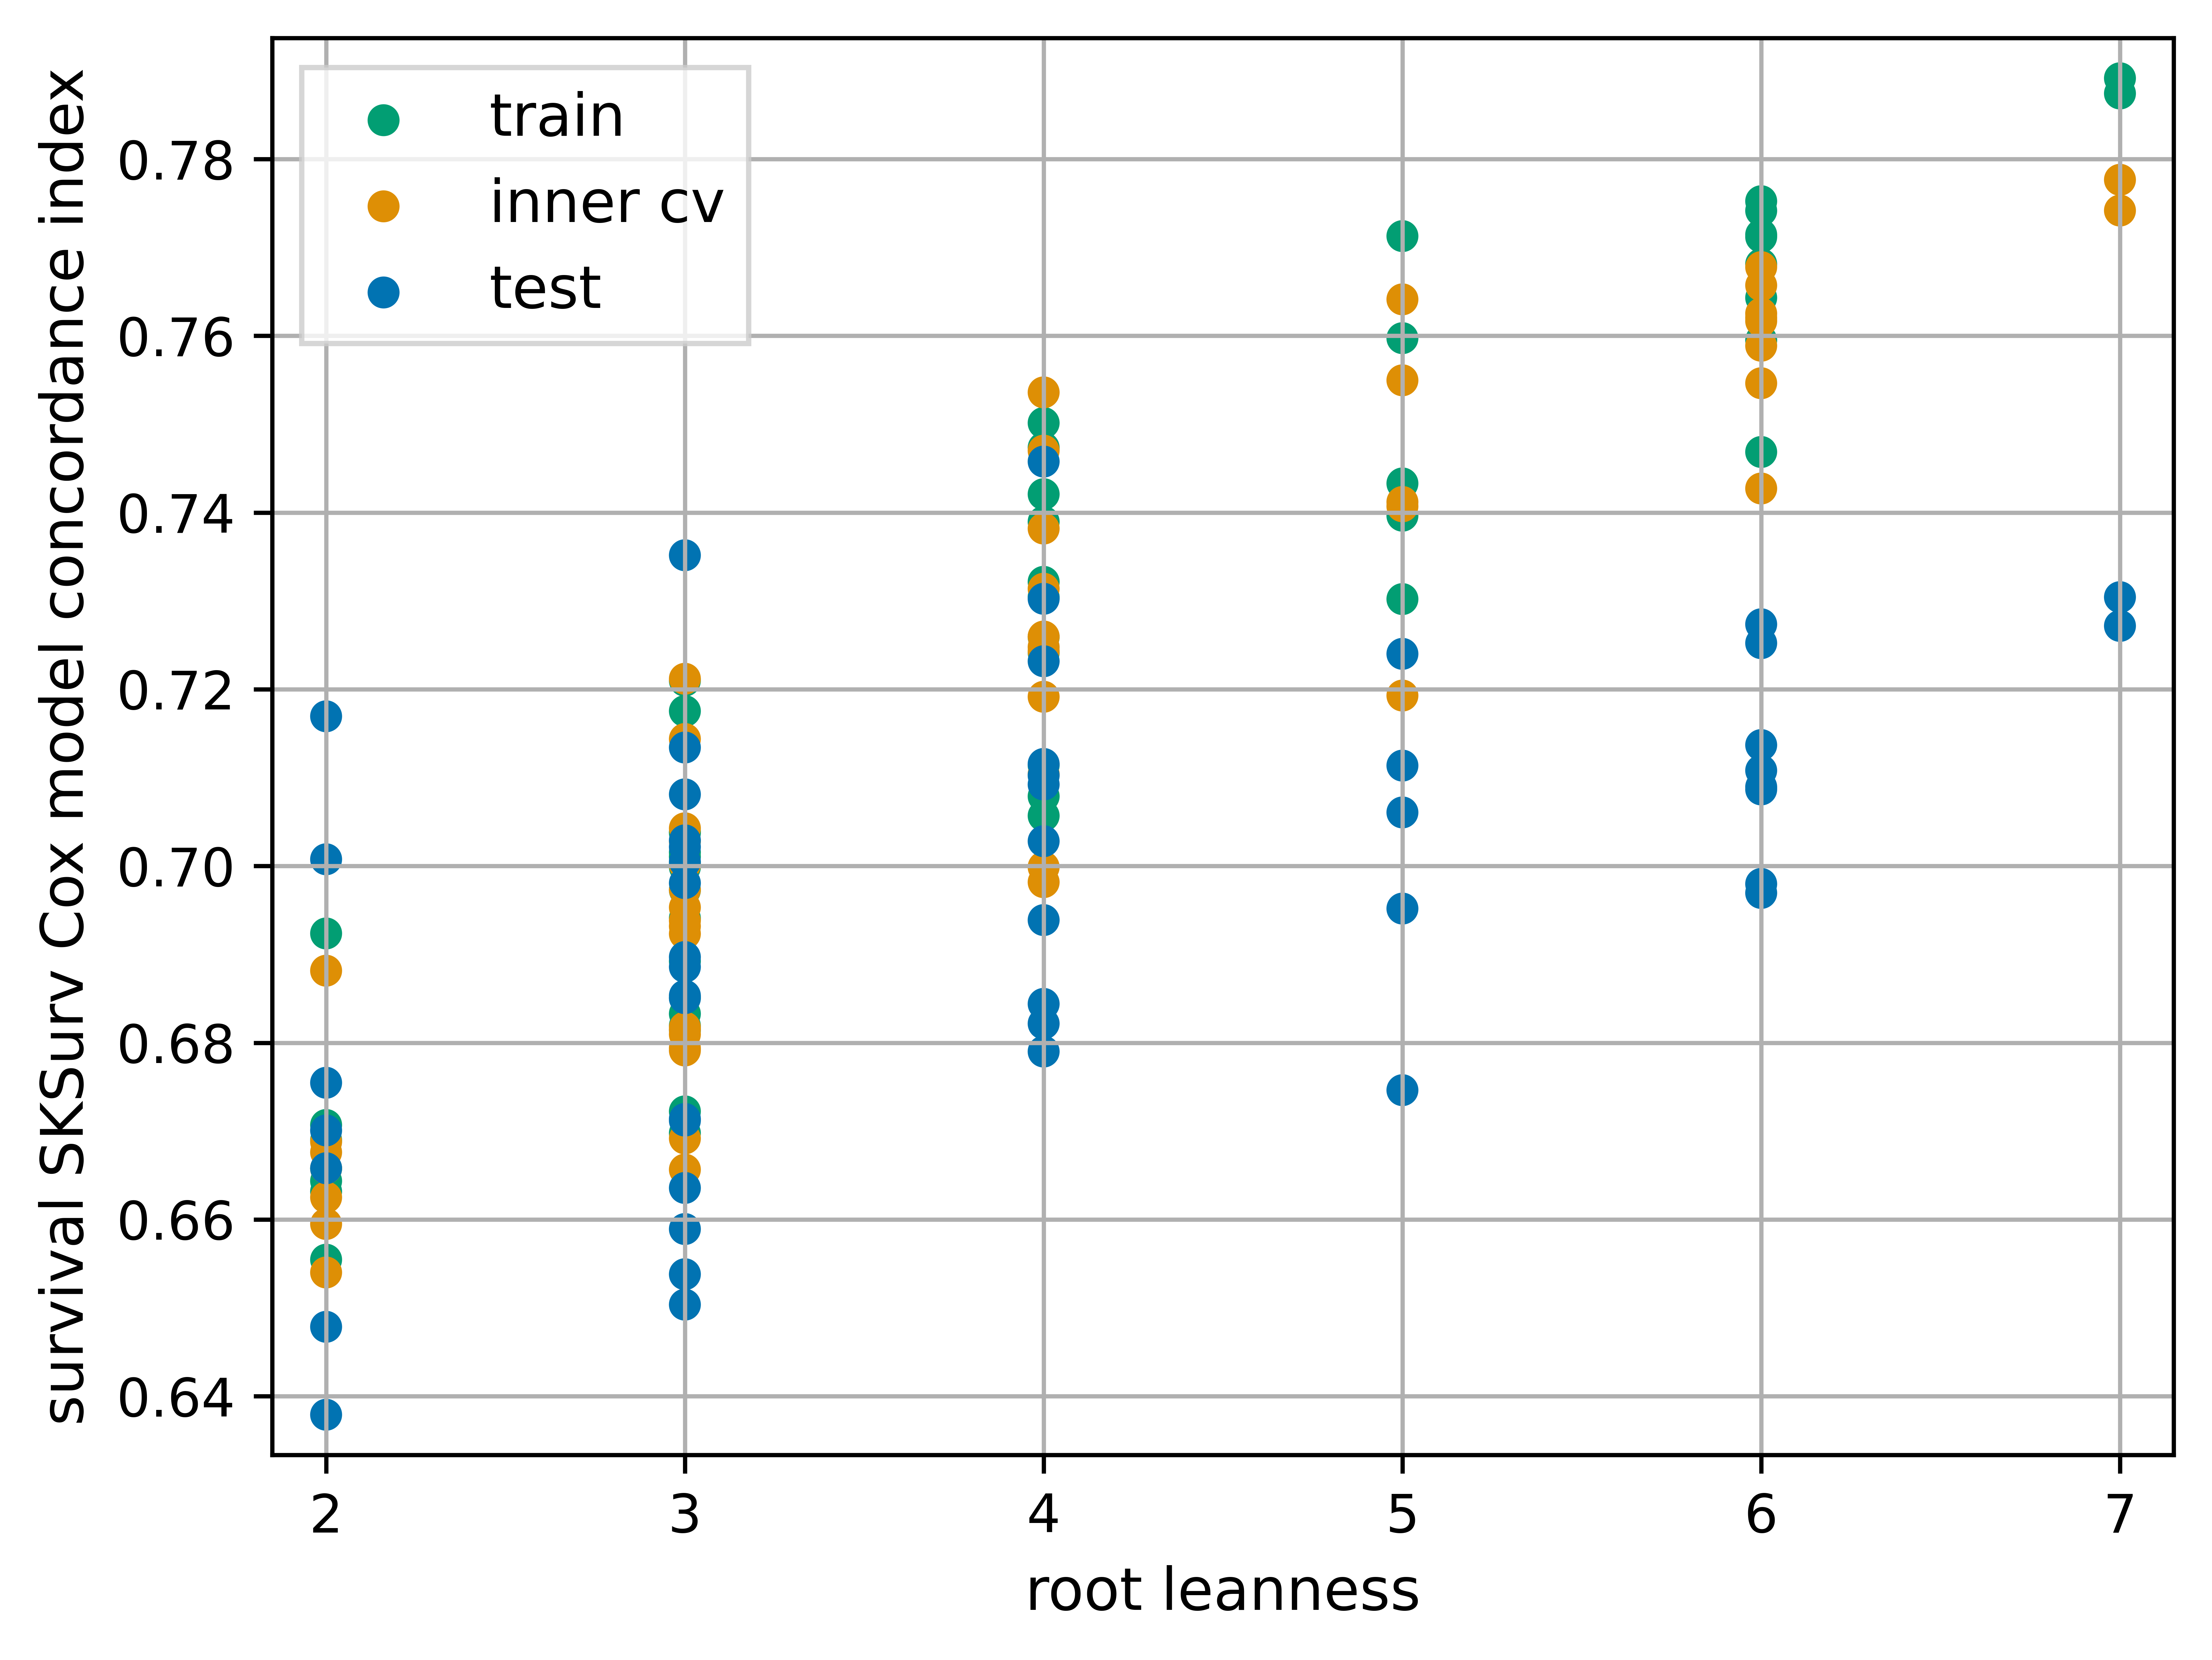 survival SKSurv Cox model concordance index
train
inner cv
test
0.78
0.76
0.74
0.72
0.70
0.68
0.66
0.64
2 3 4 5 6 7
root leanness